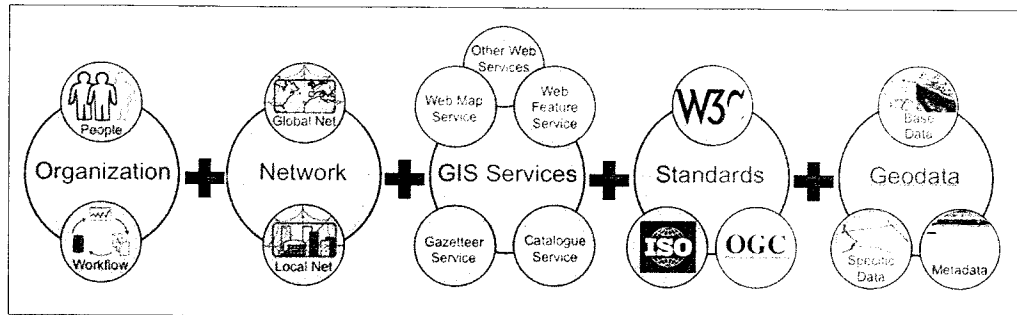 Other Web
Services
Web Map
Service
Web
Feature
Service
People
Global Net
W3C
Base
Data
Organization
Network
GIS Services
Standards
Geodata
Workflow
Local Net
Gazetteer
Service
Catalogue
Service
ISO
OGC
Specific
Data
Metadata